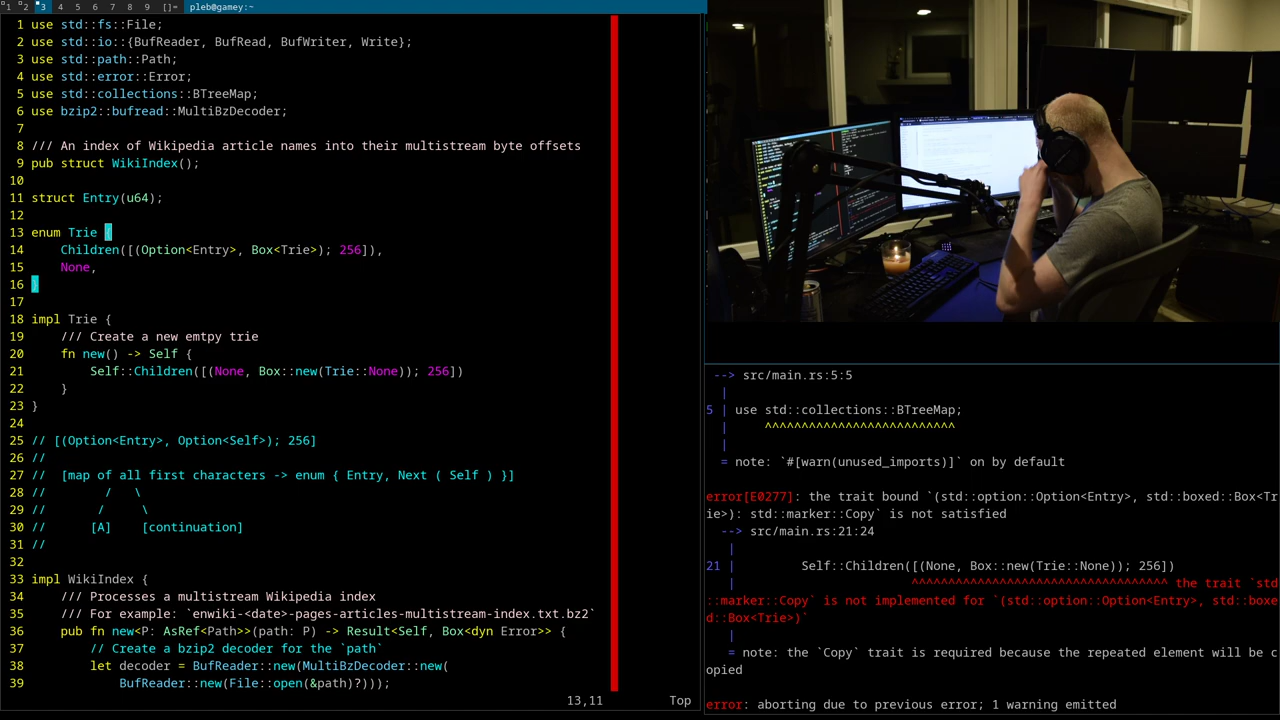 1 2 3 4 5 6 7 8 9 []= pleb@gamey:~
1 use std::fs::File;
2 use std::io::{BufReader, BufRead, BufWriter, Write};
3 use std::path::Path;
4 use std::error::Error;
5 use std::collections::BTreeMap;
6 use bzip2::bufread::MultiBzDecoder;
7
8 /// An index of Wikipedia article names into their multistream byte offsets
9 pub struct WikiIndex();
10
11 struct Entry(u64);
12
13 enum Trie {
14     Children([(Option<Entry>, Box<Trie>); 256]),
15     None,
16 }
17
18 impl Trie {
19     /// Create a new emtpy trie
20     fn new() -> Self {
21         Self::Children([(None, Box::new(Trie::None)); 256])
22     }
23 }
24
25 // [(Option<Entry>, Option<Self>); 256]
26 //
27 //  [map of all first characters -> enum { Entry, Next ( Self ) }]
28 //        /   \
29 //       /     \
30 //      [A]    [continuation]
31 //
32
33 impl WikiIndex {
34     /// Processes a multistream Wikipedia index
35     /// For example: `enwiki-<date>-pages-articles-multistream-index.txt.bz2`
36     pub fn new<P: AsRef<Path>>(path: P) -> Result<Self, Box<dyn Error>> {
37         // Create a bzip2 decoder for the `path`
38         let decoder = BufReader::new(MultiBzDecoder::new(
39             BufReader::new(File::open(&path)?)));
13,11 Top
--> src/main.rs:5:5
|
5 | use std::collections::BTreeMap;
|     ^^^^^^^^^^^^^^^^^^^^^^^^^^
|
= note: `#[warn(unused_imports)]` on by default
error[E0277]: the trait bound `(std::option::Option<Entry>, std::boxed::Box<Tr
ie>): std::marker::Copy` is not satisfied
--> src/main.rs:21:24
|
21 |         Self::Children([(None, Box::new(Trie::None)); 256])
|                        ^^^^^^^^^^^^^^^^^^^^^^^^^^^^^^^^^^^ the trait `std
::marker::Copy` is not implemented for `(std::option::Option<Entry>, std::boxe
d::Box<Trie>)`
|
= note: the `Copy` trait is required because the repeated element will be c
opied
error: aborting due to previous error; 1 warning emitted